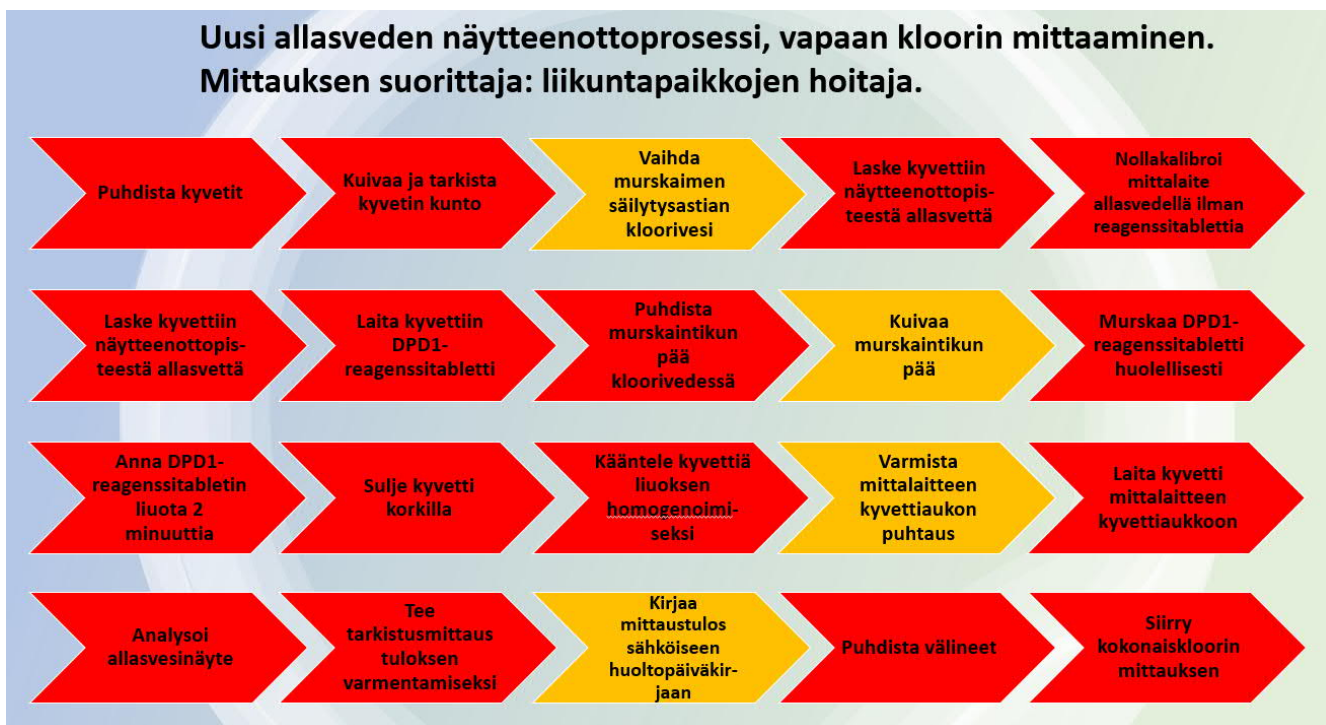 Uusi allasveden näytteenottoprosessi, vapaan kloorin mittaaminen.
Mittauksen suorittaja: liikuntapaikkojen hoitaja.
Puhdista kyvetit
Kuivaa ja tarkista
kyvetin kunto
Vaihda
murskaimen
säilytysastian
kloorivesi
Laske kyvettiin
näytteenottopis-
teestä allasvettä
Nollakalibroi
mittalaite
allasvedellä ilman
reagenssitablettia
Laske kyvettiin
näytteenottopis-
teestä allasvettä
Laita kyvettiin
DPD1-
reagenssitabletti
Puhdista
murskaintikun
pää
kloorivedessä
Kuivaa
murskaintikun
pää
Murskaa DPD1-
reagenssitabletti
huolellisesti
Anna DPD1-
reagenssitabletin
liuota 2
minuuttia
Sulje kyvetti
korkilla
Kääntele kyvettiä
liuoksen
homogenoimi-
seksi
Varmista
mittalaitteen
kyvettiaukon
puhtaus
Laita kyvetti
mittalaitteen
kyvettiaukkoon
Analysoi
allasvesinäyte
Tee
tarkistusmittaus
tuloksen
varmentamiseksi
Kirjaa
mittaustulos
sähköiseen
huoltopäiväkir-
jaan
Puhdista välineet
Siirry
kokonaiskloorin
mittauksen